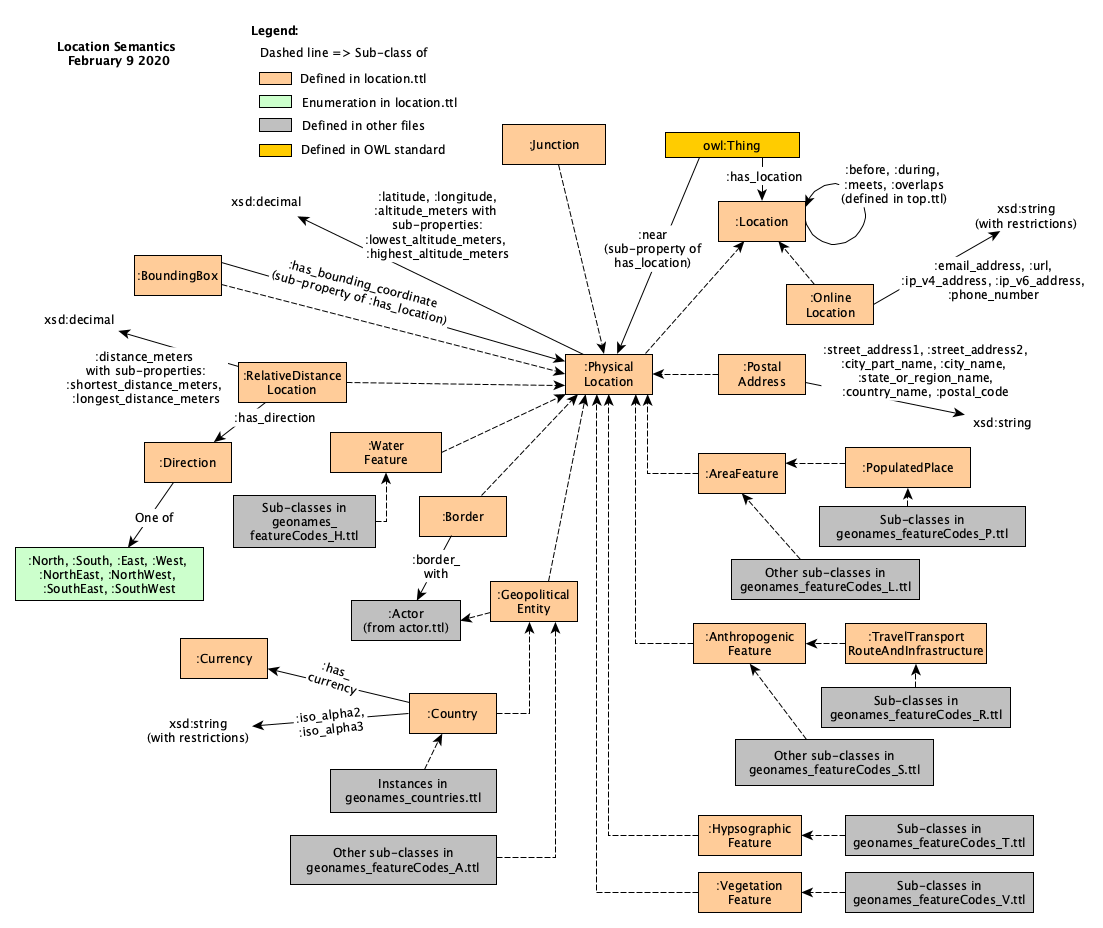 Location Semantics
February 9 2020
Legend:
Dashed line => Sub-class of
Defined in location.ttl
Enumeration in location.ttl
Defined in other files
Defined in OWL standard
:Junction
owl:Thing
:has_location
:before, :during,
:meets, :overlaps
(defined in top.ttl)
:Location
xsd:string
(with restrictions)
:email_address, :url,
:ip_v4_address, :ip_v6_address,
:phone_number
:Online
Location
:near
(sub-property of
has_location)
xsd:decimal
:latitude, :longitude,
:altitude_meters with
sub-properties:
:lowest_altitude_meters,
:highest_altitude_meters
:BoundingBox
:has_bounding_coordinate
(sub-property of :has_location)
xsd:decimal
:distance_meters
with sub-properties:
:shortest_distance_meters,
:longest_distance_meters
:RelativeDistance
Location
:has_direction
:Direction
One of
:North, :South, :East, :West,
:NorthEast, :NorthWest,
:SouthEast, :SouthWest
:Physical
Location
:Postal
Address
:street_address1, :street_address2,
:city_part_name, :city_name,
:state_or_region_name,
:country_name, :postal_code
xsd:string
:Water
Feature
Sub-classes in
geonames_
featureCodes_H.ttl
:Border
:border_
with
:Actor
(from actor.ttl)
:Geopolitical
Entity
:AreaFeature
:PopulatedPlace
Sub-classes in
geonames_featureCodes_P.ttl
Other sub-classes in
geonames_featureCodes_L.ttl
:Currency
:has_
currency
:Country
:iso_alpha2,
:iso_alpha3
xsd:string
(with restrictions)
Instances in
geonames_countries.ttl
Other sub-classes in
geonames_featureCodes_A.ttl
:Anthropogenic
Feature
:TravelTransport
RouteAndInfrastructure
Sub-classes in
geonames_featureCodes_R.ttl
Other sub-classes in
geonames_featureCodes_S.ttl
:Hypsographic
Feature
Sub-classes in
geonames_featureCodes_T.ttl
:Vegetation
Feature
Sub-classes in
geonames_featureCodes_V.ttl